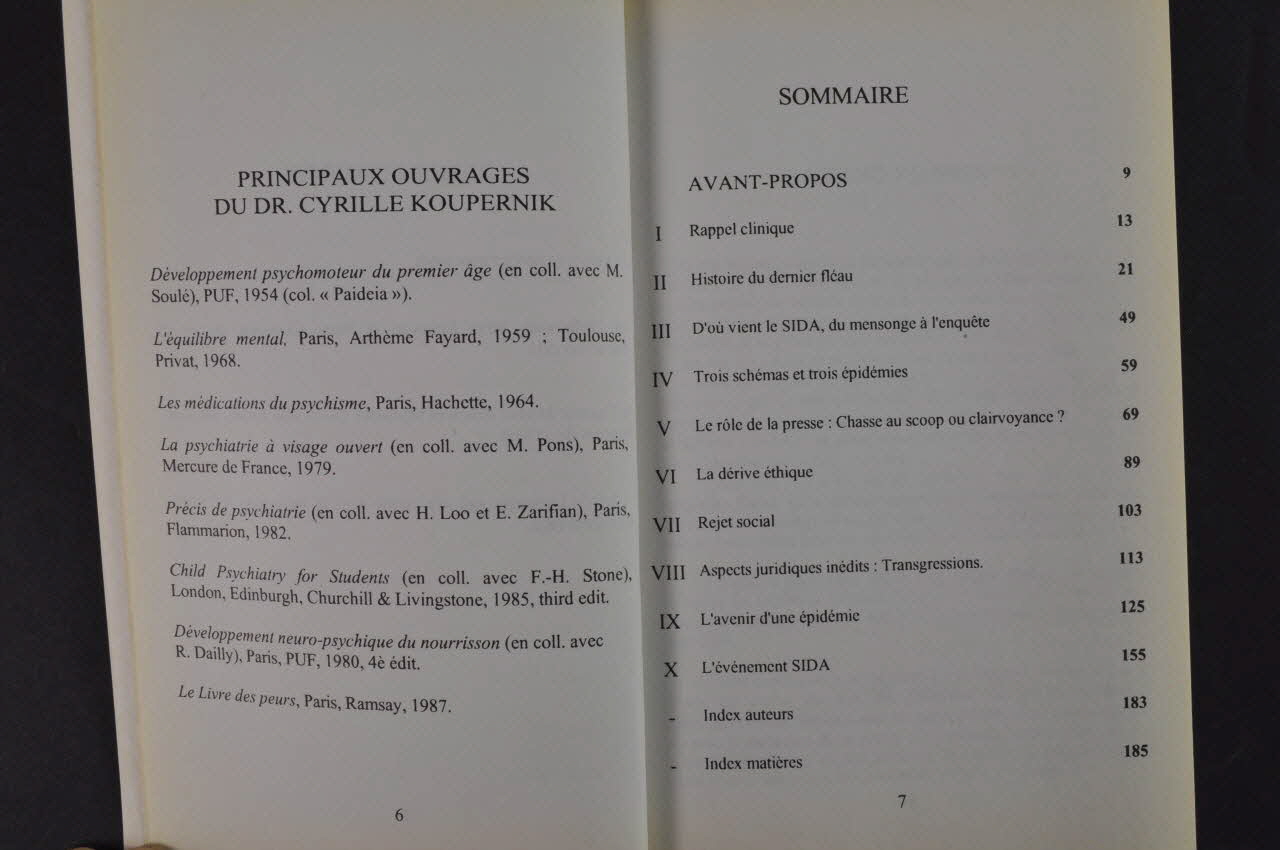 PRINCIPAUX OUVRAGES
DU DR. CYRILLE KOUPERNIK
Développement psychomoteur du premier âge (en coll. avec M.
Soulé), PUF, 1954 (col. « Paideia »).
L'équilibre mental, Paris, Arthème Fayard, 1959 ; Toulouse,
Privat, 1968.
Les médications du psychisme, Paris, Hachette, 1964.
La psychiatrie à visage ouvert (en coll. avec M. Pons), Paris,
Mercure de France, 1979.
Précis de psychiatrie (en coll. avec H. Loo et E. Zarifian), Paris,
Flammarion, 1982.
Child Psychiatry for Students (en coll. avec F.-H. Stone),
London, Edinburgh, Churchill & Livingstone, 1985, third edit.
Développement neuro-psychique du nourrisson (en coll. avec
R. Dailly), Paris, PUF, 1980, 4è édit.
Le Livre des peurs, Paris, Ramsay, 1987.
6
SOMMAIRE
AVANT-PROPOS 9
I Rappel clinique 13
II Histoire du dernier fléau 21
III D'où vient le SIDA, du mensonge à l'enquête 49
IV Trois schémas et trois épidémies 59
V Le rôle de la presse : Chasse au scoop ou clairvoyance ? 69
VI La dérive éthique 89
VII Rejet social 103
VIII Aspects juridiques inédits : Transgressions. 113
IX L'avenir d'une épidémie 125
X L'événement SIDA 155
- Index auteurs 183
- Index matières 185
7